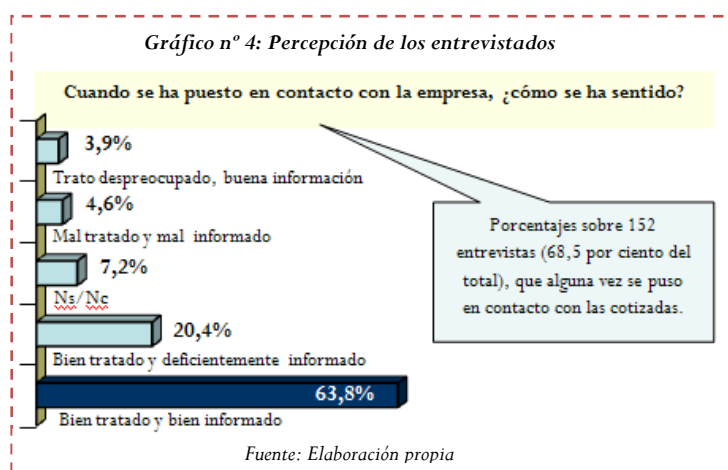 Gráfico nº 4: Percepción de los entrevistados
Cuando se ha puesto en contacto con la empresa, ¿cómo se ha sentido?
3,9%
Trato despreocupado, buena información
4,6%
Mal tratado y mal informado
7,2%
Ns/Nc
20,4%
Bien tratado y deficientemente informado
63,8%
Bien tratado y bien informado
Porcentajes sobre 152
entrevistas (68,5 por ciento del
total), que alguna vez se puso
en contacto con las cotizadas.
Fuente: Elaboración propia